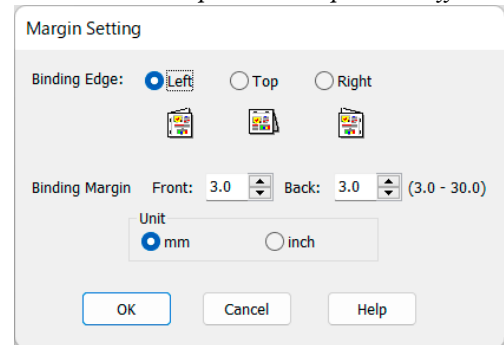 Margin Setting
Binding Edge: Left Top Right
Binding Margin Front: 3.0 Back: 3.0 (3.0 - 30.0)
Unit
mm inch
OK Cancel Help